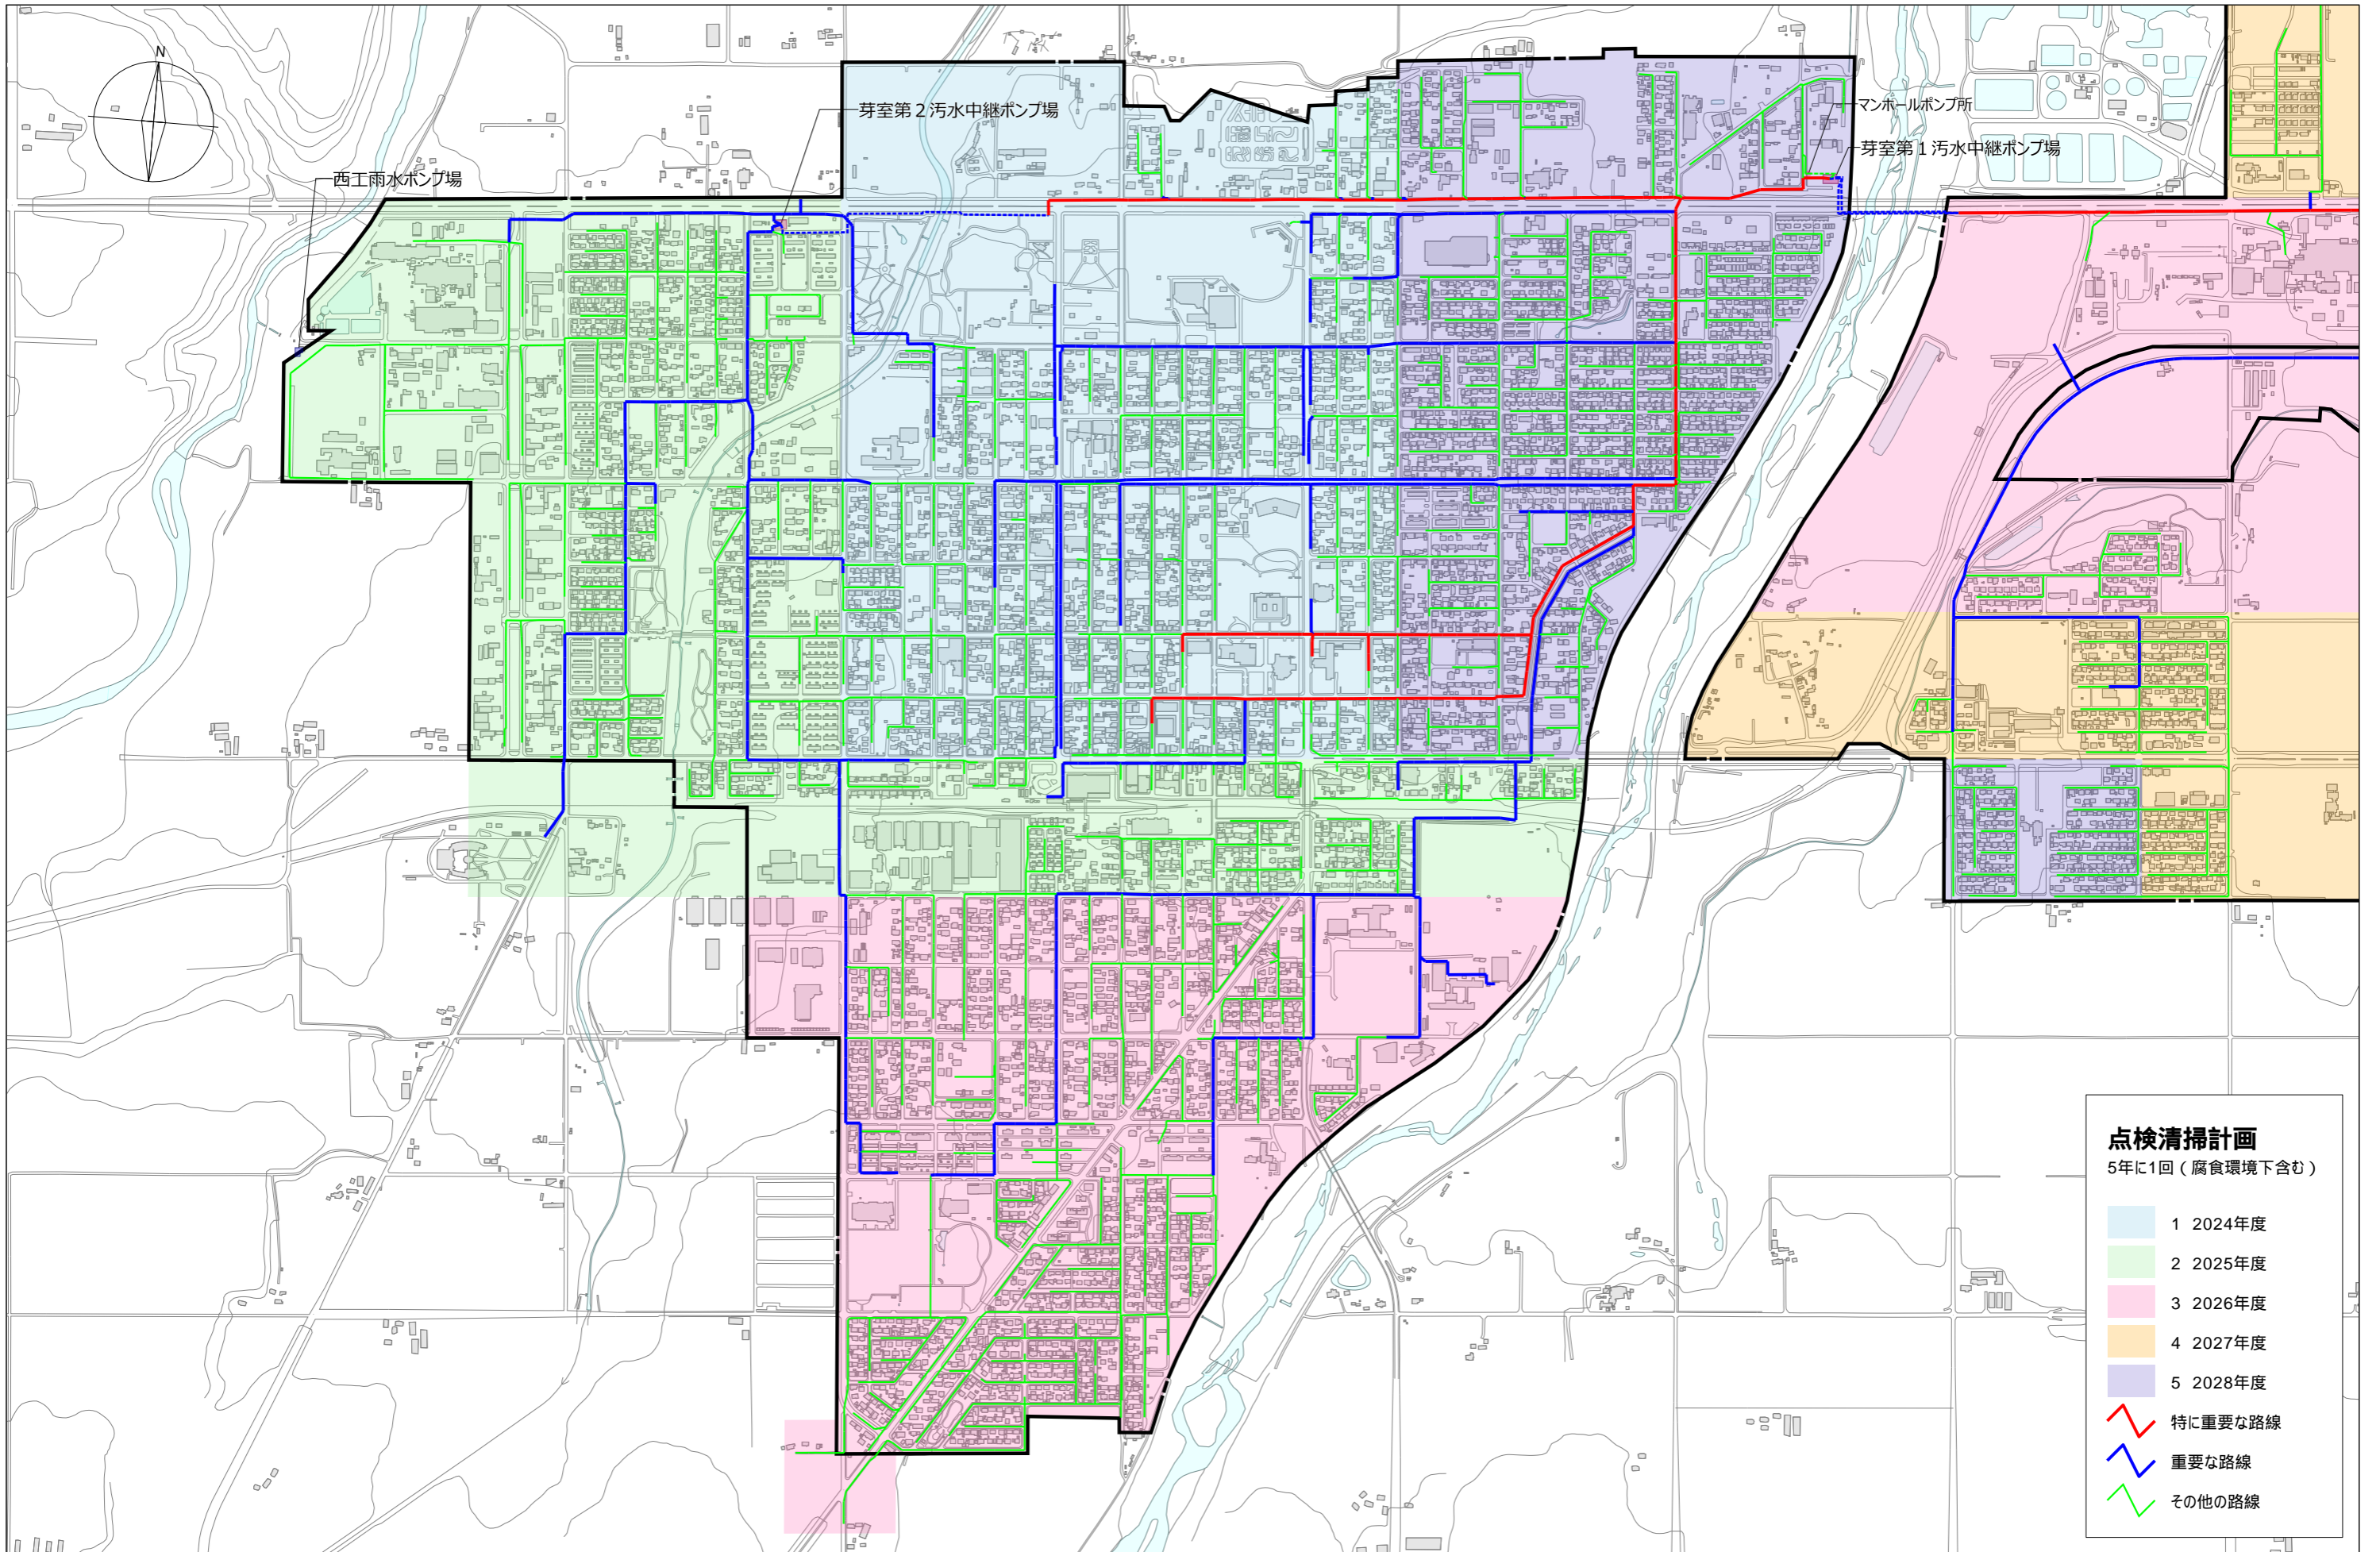 N
芽室第２汚水中継ポンプ場
マンホールポンプ所
芽室第１汚水中継ポンプ場
西工雨水ポンプ場
点検清掃計画
5年に1回（腐食環境下含む）
1 2024年度
2 2025年度
3 2026年度
4 2027年度
5 2028年度
特に重要な路線
重要な路線
その他の路線